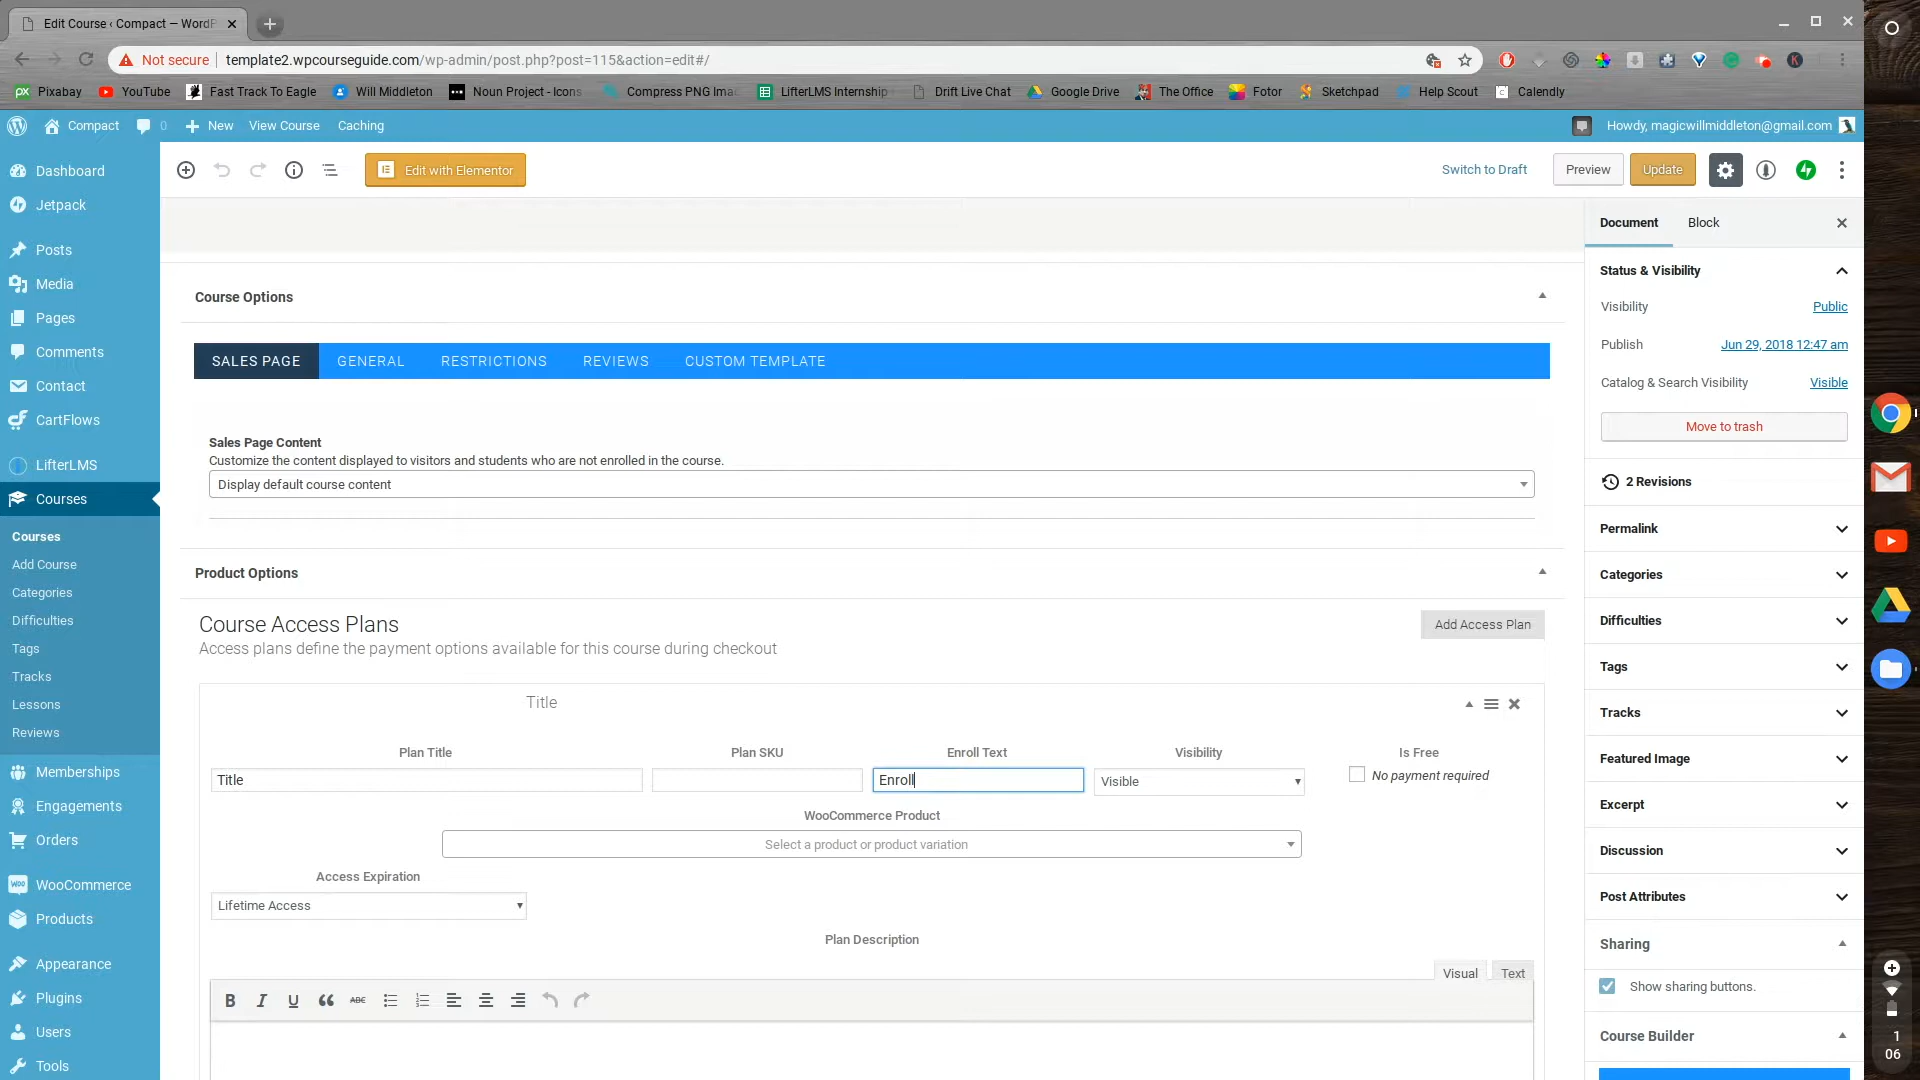 Edit Course ‹ Compact — WordP
Not secure
template2.wpcourseguide.com/wp-admin/post.php?post=115&action=edit#/
K
px Pixabay
YouTube
Fast Track To Eagle
Will Middleton
Noun Project - Icons
Compress PNG Ima
LifterLMS Internship
Drift Live Chat
Google Drive
The Office
Fotor
Sketchpad
Help Scout
Calendly
Compact
0
New
View Course
Caching
Howdy, magicwillmiddleton@gmail.com
Dashboard
Jetpack
Posts
Media
Pages
Comments
Contact
CartFlows
LifterLMS
Courses
Courses
Add Course
Categories
Difficulties
Tags
Tracks
Lessons
Reviews
Memberships
Engagements
Orders
WooCommerce
Products
Appearance
Plugins
Users
Tools
Edit with Elementor
Switch to Draft
Preview
Update
Course Options
SALES PAGE
GENERAL
RESTRICTIONS
REVIEWS
CUSTOM TEMPLATE
Sales Page Content
Customize the content displayed to visitors and students who are not enrolled in the course.
Display default course content
Product Options
Course Access Plans
Add Access Plan
Access plans define the payment options available for this course during checkout
Title
Plan Title
Plan SKU
Enroll Text
Visibility
Is Free
Title
Enroll
Visible
No payment required
WooCommerce Product
Select a product or product variation
Access Expiration
Lifetime Access
Plan Description
Visual
Text
B I U ABC
Document
Block
Status & Visibility
Visibility
Public
Publish
Jun 29, 2018 12:47 am
Catalog & Search Visibility
Visible
Move to trash
2 Revisions
Permalink
Categories
Difficulties
Tags
Tracks
Featured Image
Excerpt
Discussion
Post Attributes
Sharing
Show sharing buttons.
Course Builder
1
06